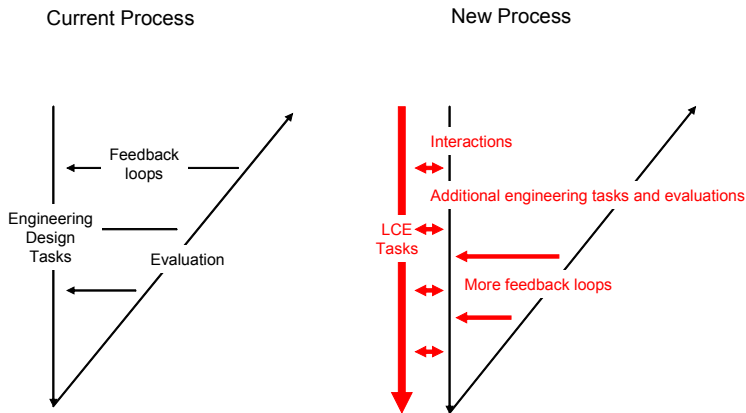 Current Process
New Process
Feedback
loops
Engineering
Design
Tasks
Evaluation
Interactions
Additional engineering tasks and evaluations
LCE
Tasks
More feedback loops